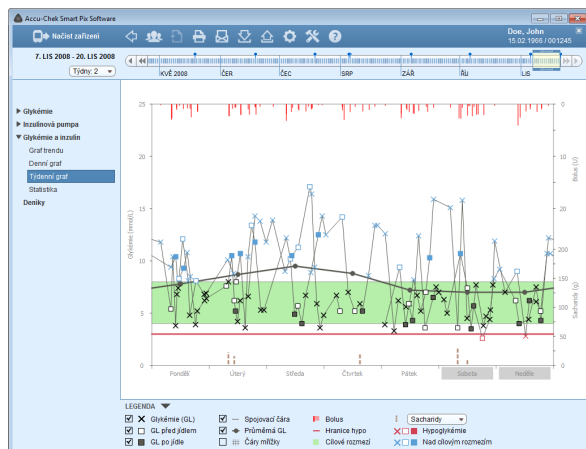 Accu-Chek Smart Pix Software
Načíst zařízení
Doe, John
15.02.1966 / 001245
7. LIS 2008 - 20. LIS 2008
Týdny: 2
KVĚ 2008
ČER
ČEC
SRP
ZÁŘ
ŘÍJ
LIS
Glykémie
Inzulínová pumpa
Glykémie a inzulín
Graf trendu
Denní graf
Týdenní graf
Statistika
Deníky
25
20
15
10
5
0
Glykémie (mmol/L)
0
10
20
Bolus (U)
200
150
100
50
0
Sacharidy (g)
Pondělí
Úterý
Středa
Čtvrtek
Pátek
Sobota
Neděle
LEGENDA
Glykémie (GL)
Spojovací čára
Bolus
Sacharidy
GL před jídlem
Průměrná GL
Hranice hypo
Hypoglykémie
GL po jídle
Čáry mřížky
Cílové rozmezí
Nad cílovým rozmezím